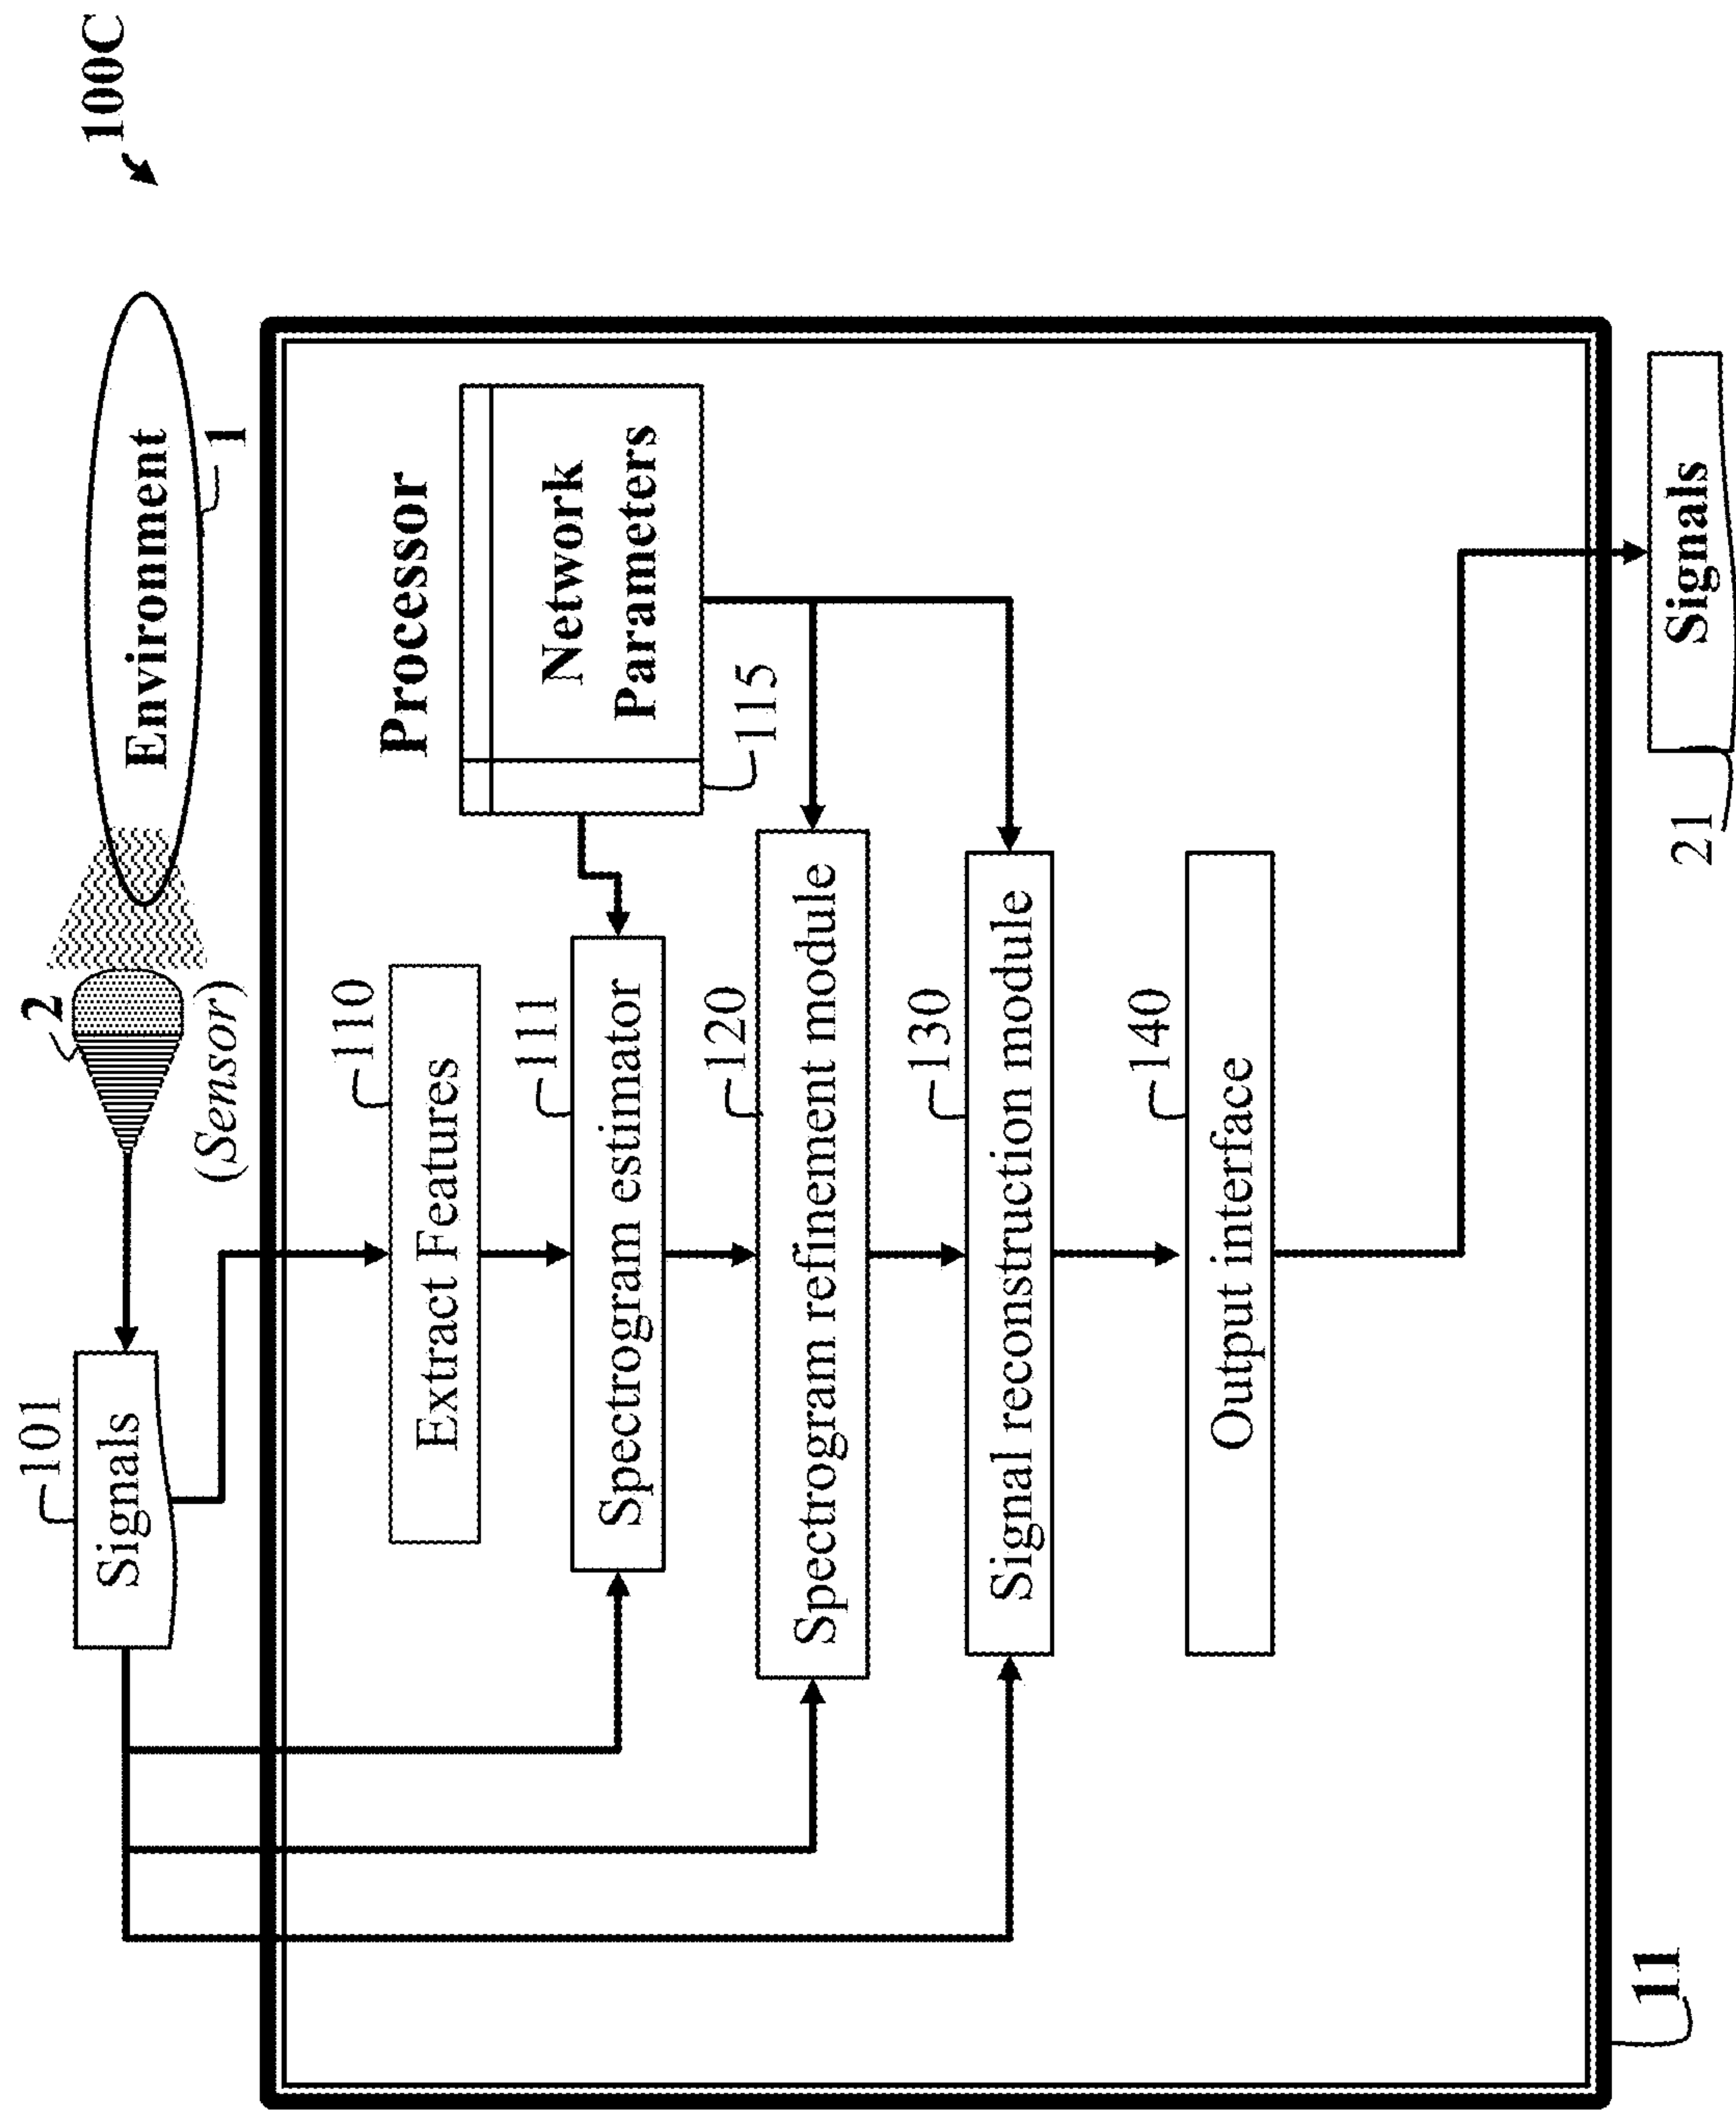 100C
Environment
1
2
(Sensor)
Signals
101
Processor
Network
Parameters
115
Extract Features
110
Spectrogram estimator
111
Spectrogram refinement module
120
Signal reconstruction module
130
Output interface
140
Signals
21
11